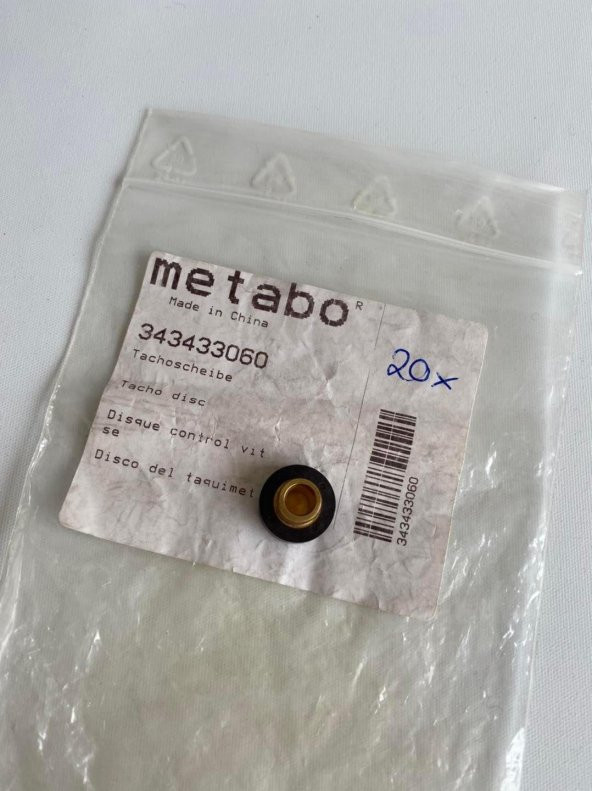 metabo®
Made in China
343433060
Tachoscheibe
Tacho disc
Disque control vit
se
Disco del taquimet
20x
343433060